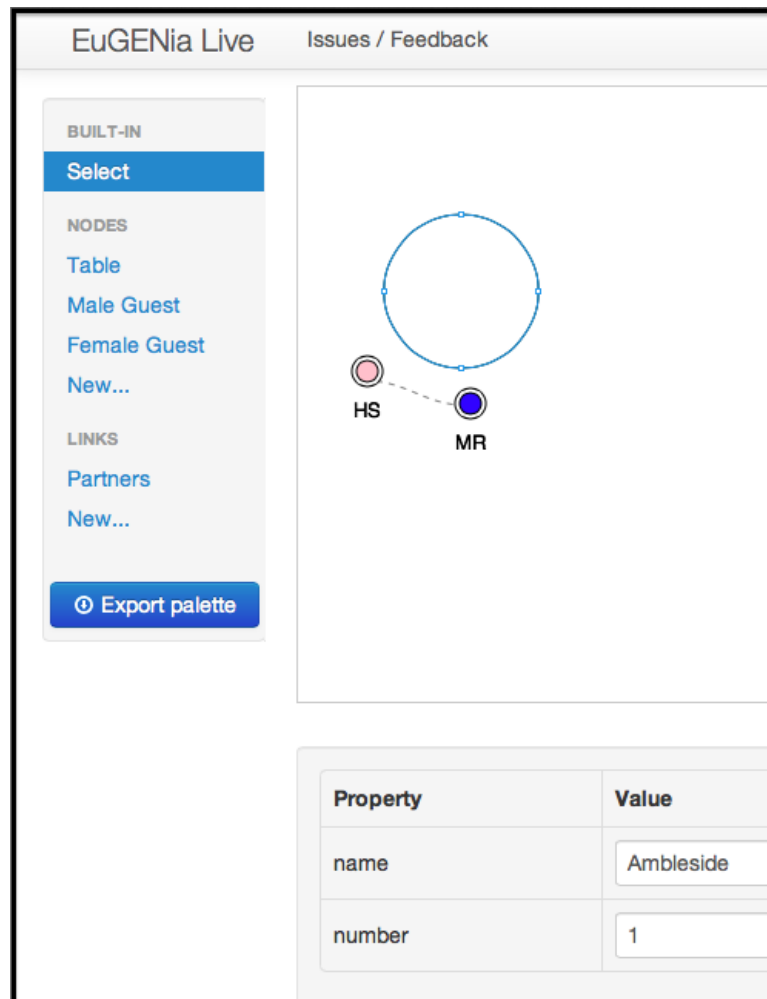 EuGENia Live Issues / Feedback
BUILT-IN
Select
NODES
Table
Male Guest
Female Guest
New...
LINKS
Partners
New...
Export palette
HS
MR
Property Value
name Ambleside
number 1